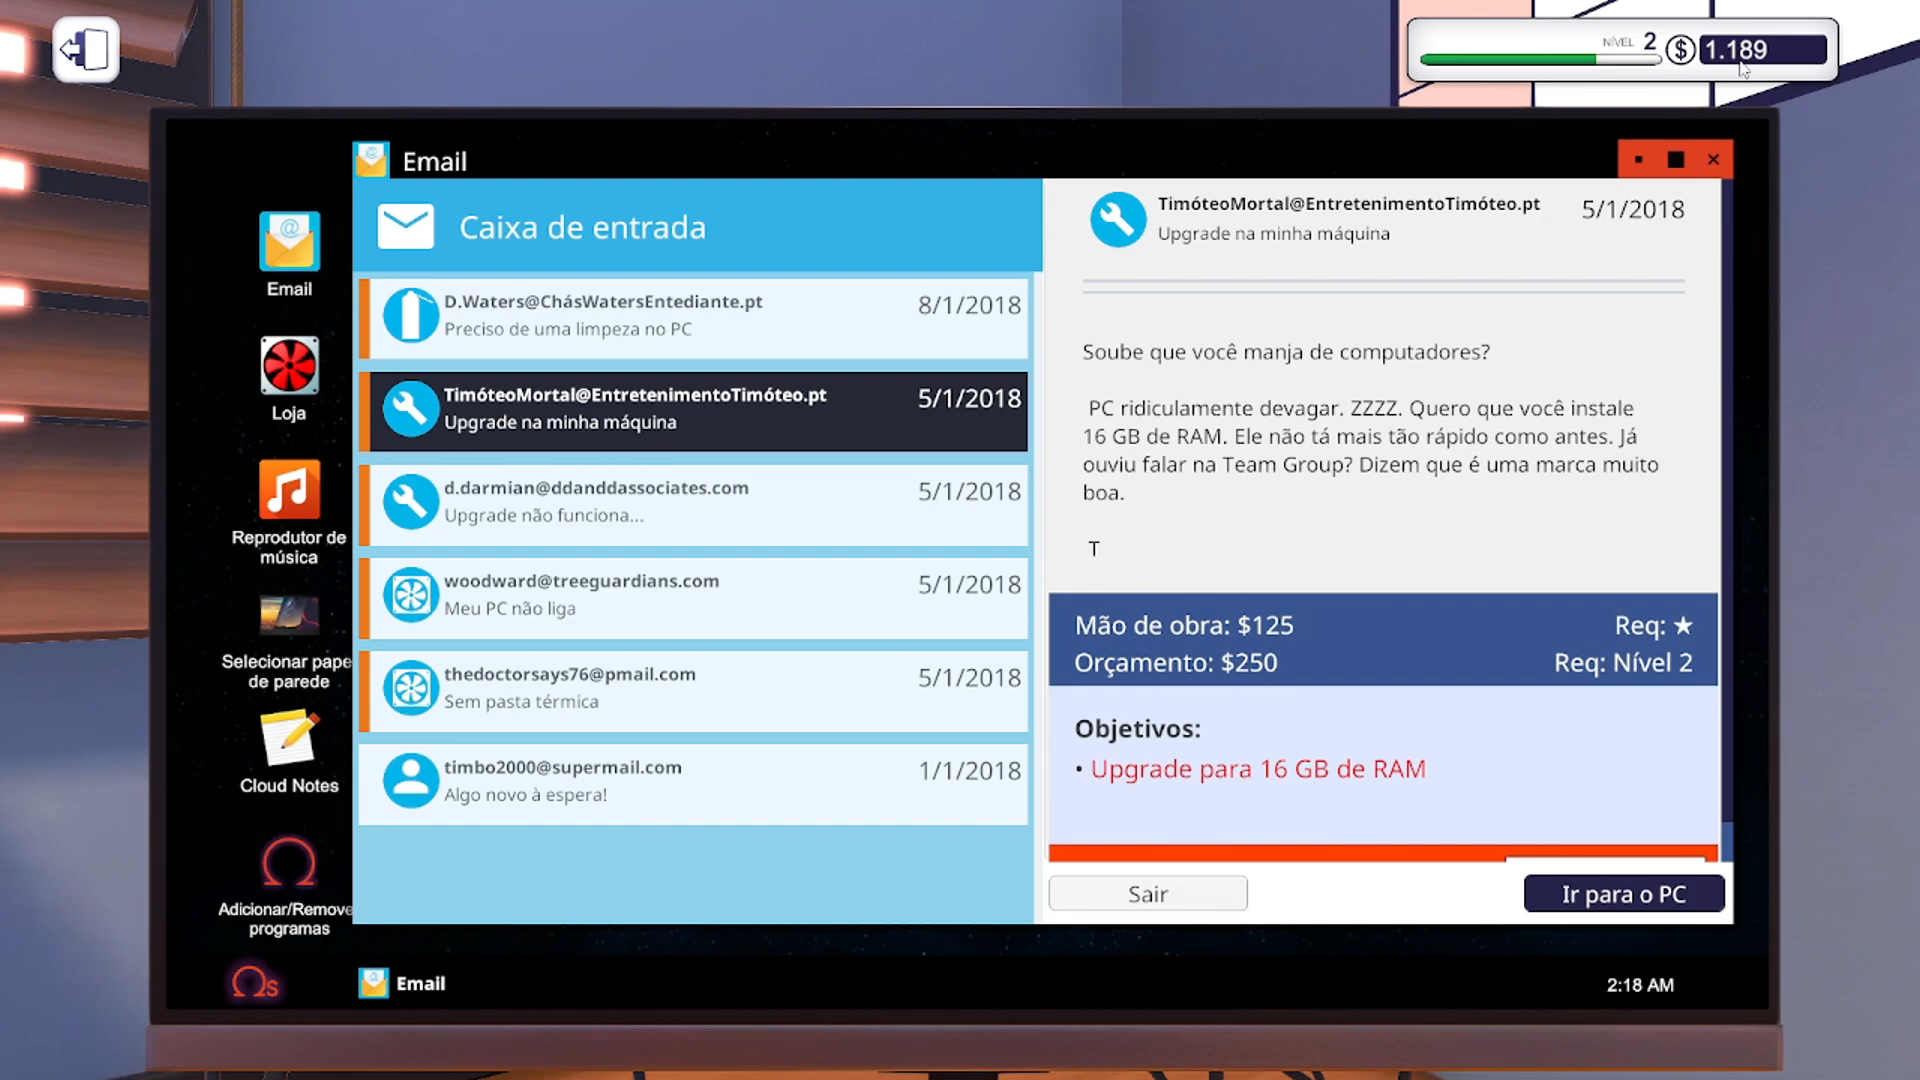 NÍVEL 2 $ 1.189
Email
Caixa de entrada
D.Waters@ChásWatersEntediante.pt 8/1/2018
Preciso de uma limpeza no PC
TimóteoMortal@EntretenimentoTimóteo.pt 5/1/2018
Upgrade na minha máquina
d.darmian@ddanddassociates.com 5/1/2018
Upgrade não funciona...
woodward@treeguardians.com 5/1/2018
Meu PC não liga
thedoctorsays76@pmail.com 5/1/2018
Sem pasta térmica
timbo2000@supermail.com 1/1/2018
Algo novo à espera!
TimóteoMortal@EntretenimentoTimóteo.pt 5/1/2018
Upgrade na minha máquina
Soube que você manja de computadores?
PC ridiculamente devagar. ZZZZ. Quero que você instale
16 GB de RAM. Ele não tá mais tão rápido como antes. Já
ouviu falar na Team Group? Dizem que é uma marca muito
boa.
T
Mão de obra: $125 Req: ★
Orçamento: $250 Req: Nível 2
Objetivos:
• Upgrade para 16 GB de RAM
Sair
Ir para o PC
Email
Loja
Reprodutor de
música
Selecionar pape
de parede
Cloud Notes
Adicionar/Remove
programas
Ωs
Email
2:18 AM